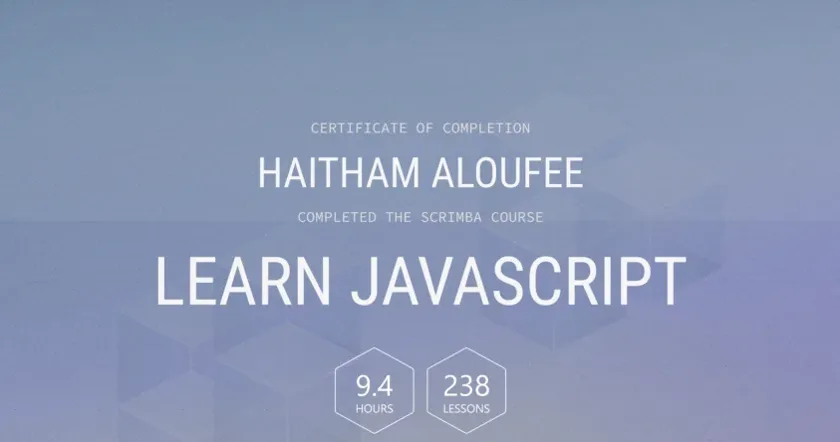 CERTIFICATE OF COMPLETION
HAITHAM ALOUFEE
COMPLETED THE SCRIMBA COURSE
LEARN JAVASCRIPT
9.4 238
HOURS LESSONS